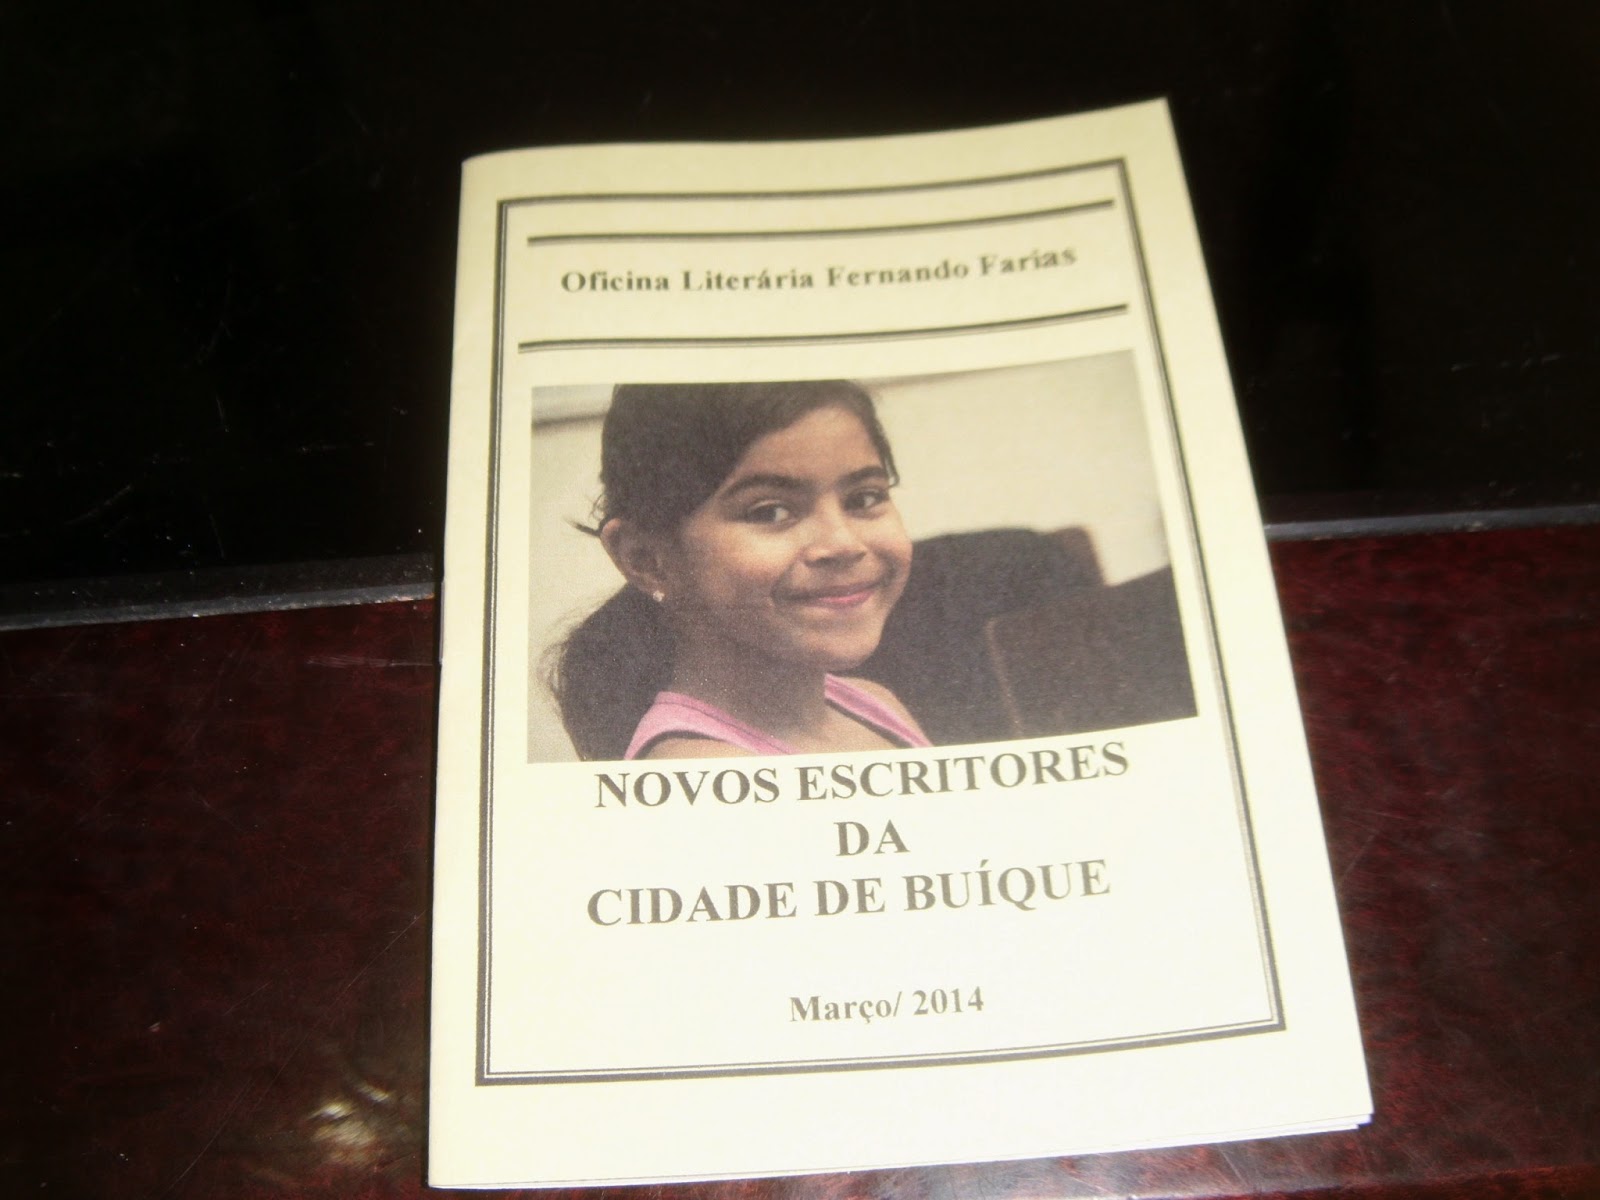 Oficina Literária Fernando Farias
NOVOS ESCRITORES
DA
CIDADE DE BUÍQUE
Março/ 2014